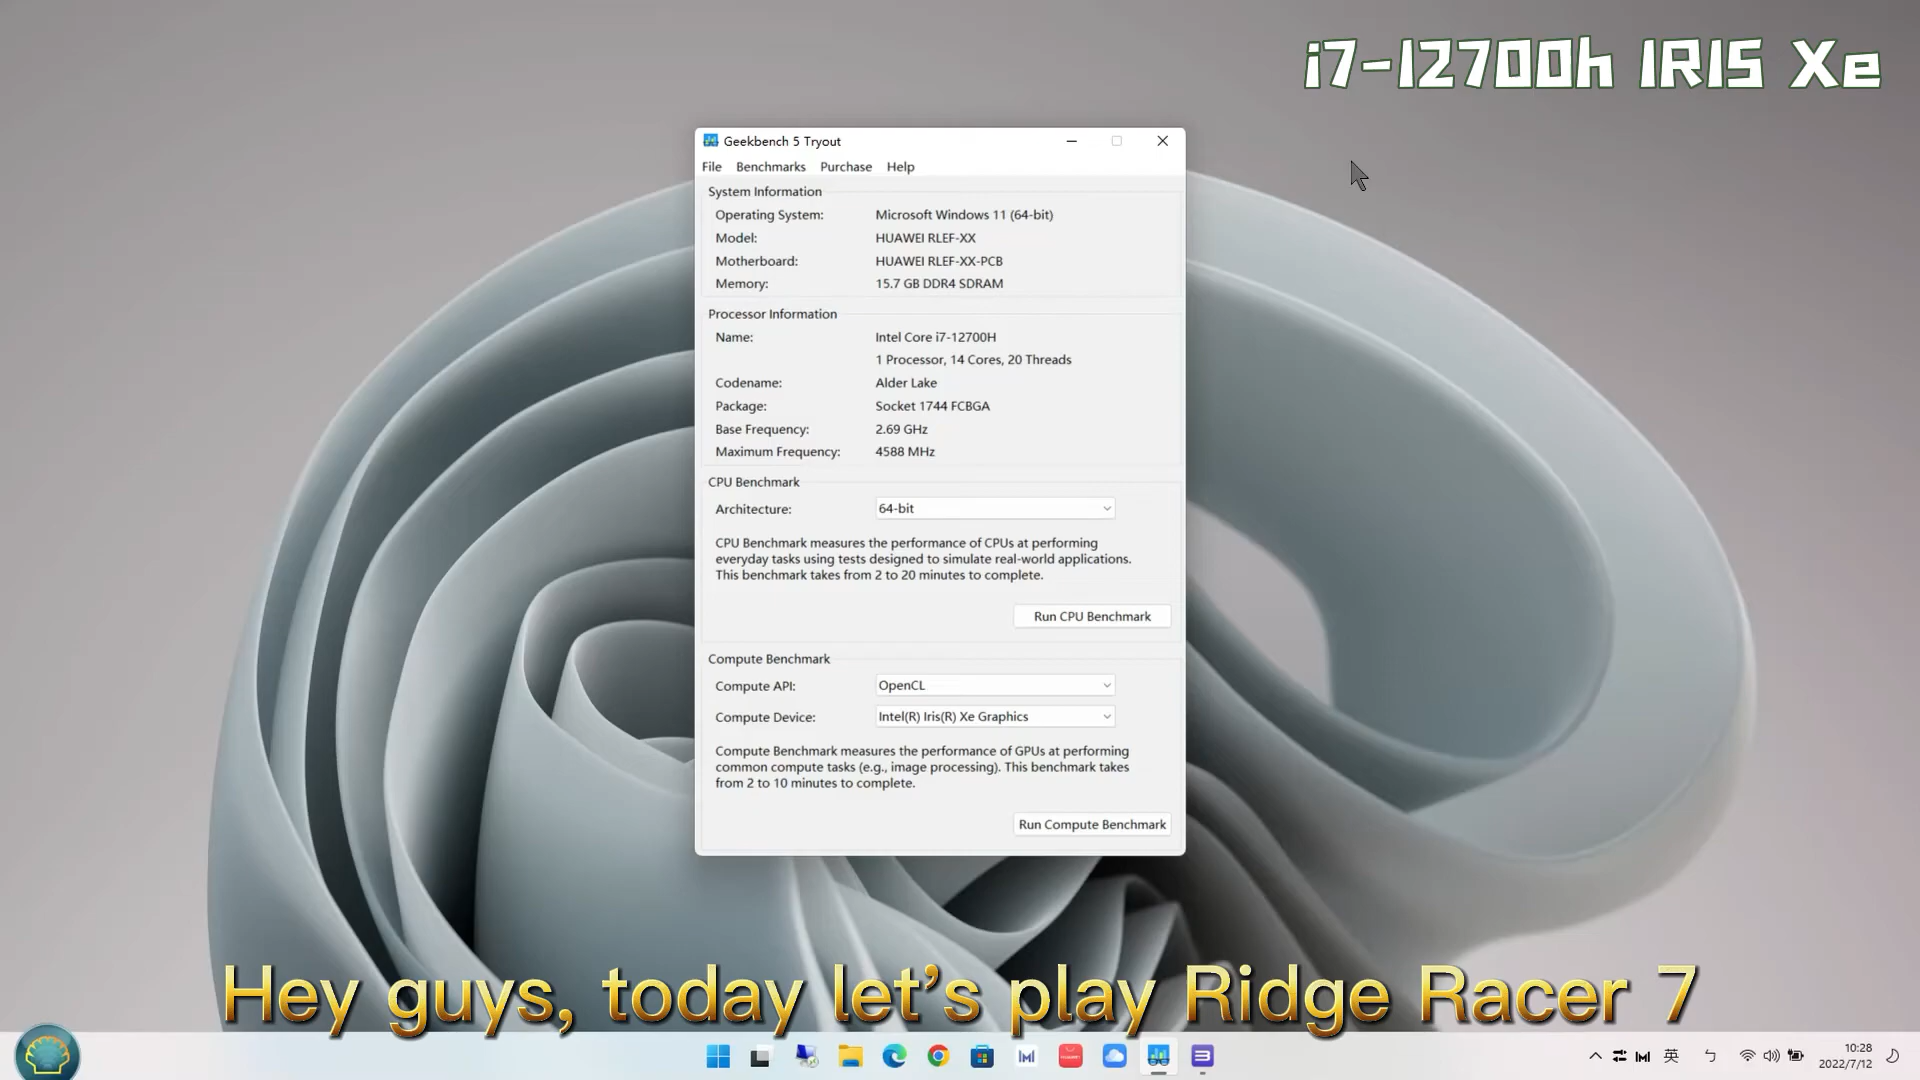 i7-12700h IRIS Xe
Geekbench 5 Tryout
File Benchmarks Purchase Help
System Information
Operating System: Microsoft Windows 11 (64-bit)
Model: HUAWEI RLEF-XX
Motherboard: HUAWEI RLEF-XX-PCB
Memory: 15.7 GB DDR4 SDRAM
Processor Information
Name: Intel Core i7-12700H
1 Processor, 14 Cores, 20 Threads
Codename: Alder Lake
Package: Socket 1744 FCBGA
Base Frequency: 2.69 GHz
Maximum Frequency: 4588 MHz
CPU Benchmark
Architecture: 64-bit
CPU Benchmark measures the performance of CPUs at performing
everyday tasks using tests designed to simulate real-world applications.
This benchmark takes from 2 to 20 minutes to complete.
Run CPU Benchmark
Compute Benchmark
Compute API: OpenCL
Compute Device: Intel(R) Iris(R) Xe Graphics
Compute Benchmark measures the performance of GPUs at performing
common compute tasks (e.g., image processing). This benchmark takes
from 2 to 10 minutes to complete.
Run Compute Benchmark
Hey guys, today let's play Ridge Racer 7
英
10:28
2022/7/12